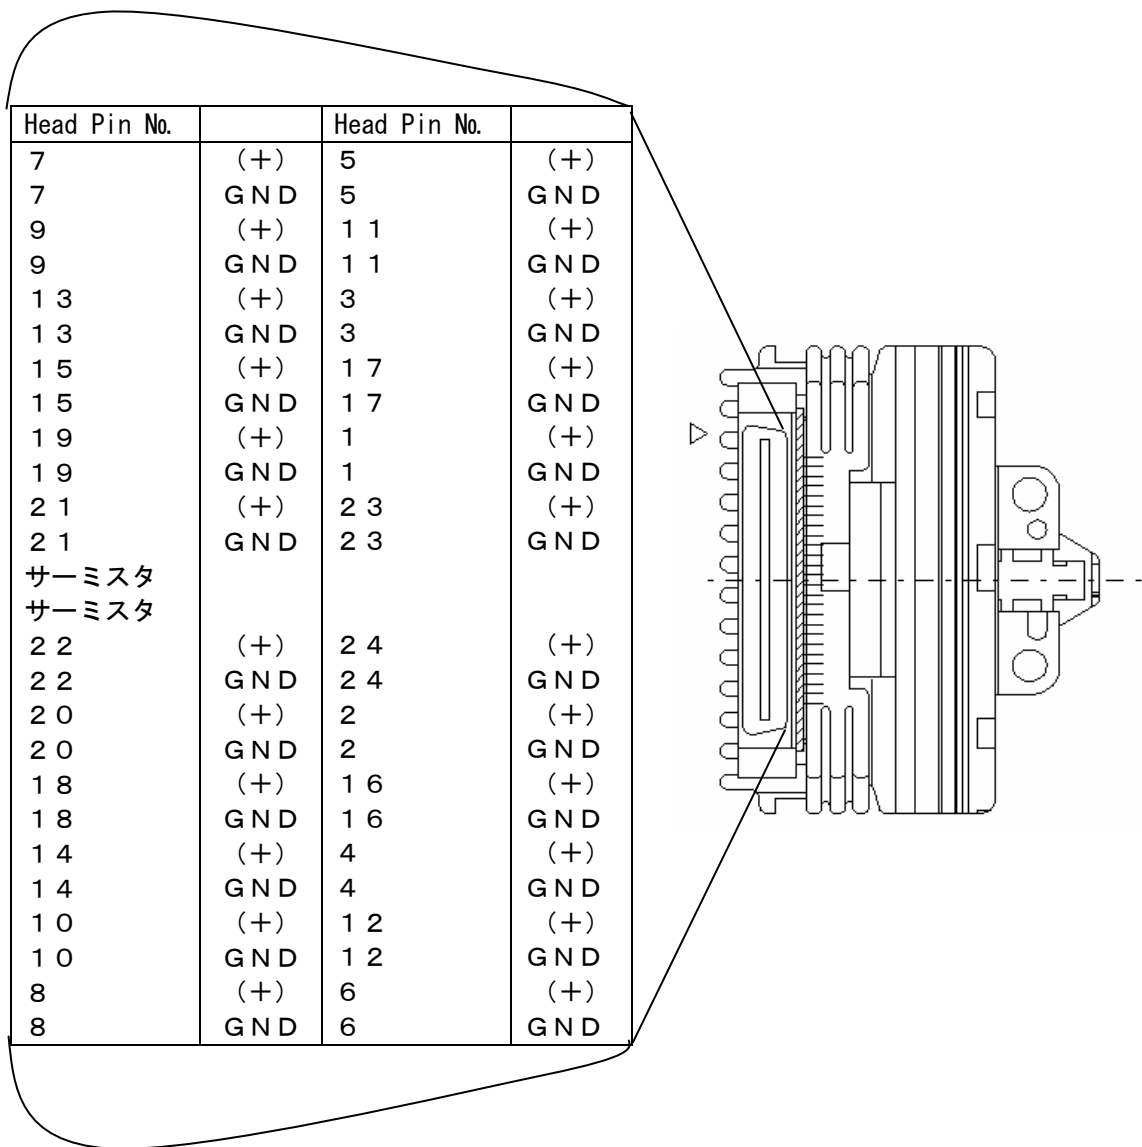 Head Pin №. Head Pin №.
7 (+) 5 (+)
7 GND 5 GND
9 (+) 11 (+)
9 GND 11 GND
13 (+) 3 (+)
13 GND 3 GND
15 (+) 17 (+)
15 GND 17 GND
19 (+) 1 (+)
19 GND 1 GND
21 (+) 23 (+)
21 GND 23 GND
サーミスタ
サーミスタ
22 (+) 24 (+)
22 GND 24 GND
20 (+) 2 (+)
20 GND 2 GND
18 (+) 16 (+)
18 GND 16 GND
14 (+) 4 (+)
14 GND 4 GND
10 (+) 12 (+)
10 GND 12 GND
8 (+) 6 (+)
8 GND 6 GND